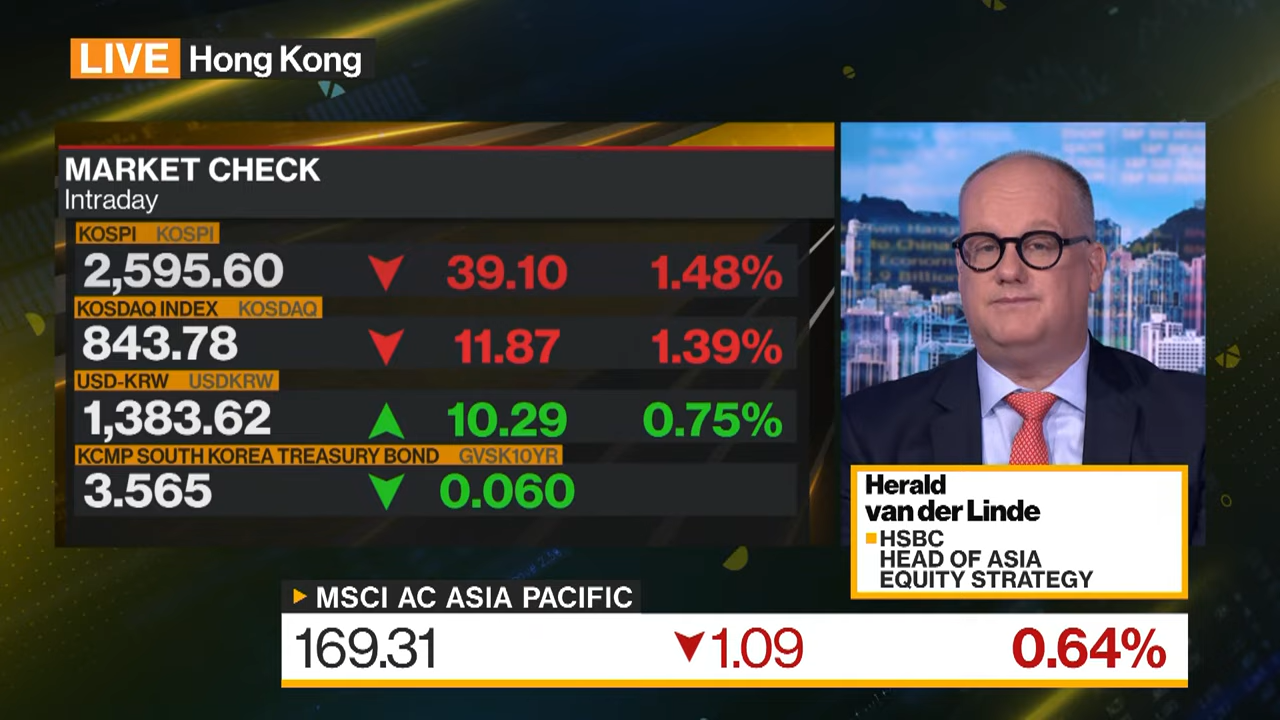 LIVE Hong Kong
MARKET CHECK
Intraday
KOSPI KOSPI
2,595.60 39.10 1.48%
KOSDAQ INDEX KOSDAQ
843.78 11.87 1.39%
USD-KRW USDKRW
1,383.62 10.29 0.75%
KCMP SOUTH KOREA TREASURY BOND GVSK10YR
3.565 0.060
Herald
van der Linde
HSBC
HEAD OF ASIA
EQUITY STRATEGY
MSCI AC ASIA PACIFIC
169.31 1.09 0.64%